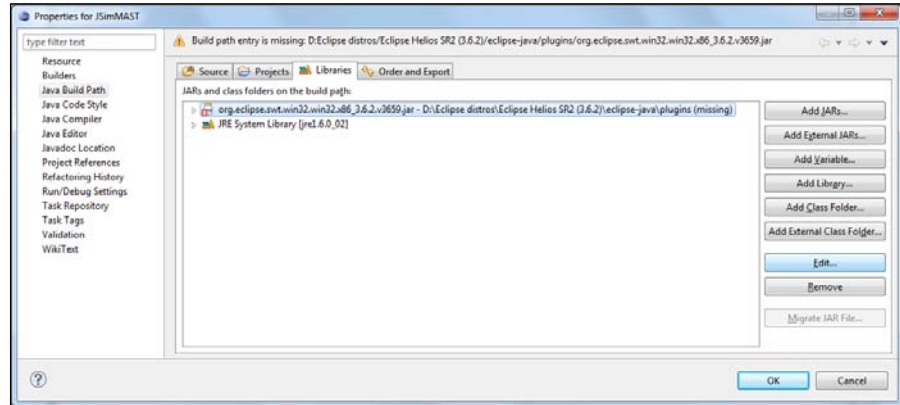 Properties for JSimMAST
type filter text
Resource
Builders
Java Build Path
Java Code Style
Java Compiler
Java Editor
Javadoc Location
Project References
Refactoring History
Run/Debug Settings
Task Repository
Task Tags
Validation
WikiText
Build path entry is missing: D:Eclipse distros/Eclipse Helios SR2 (3.6.2)/eclipse-java/plugins/org.eclipse.swt.win32.win32.x86_3.6.2.v3659.jar
Source Projects Libraries Order and Export
JARs and class folders on the build path:
org.eclipse.swt.win32.win32.x86_3.6.2.v3659.jar - D:\Eclipse distros\Eclipse Helios SR2 (3.6.2)\eclipse-java\plugins (missing)
JRE System Library [jre1.6.0_02]
Add JARs...
Add External JARs...
Add Variable...
Add Library...
Add Class Folder...
Add External Class Folder...
Edit...
Remove
Migrate JAR File...
? OK Cancel